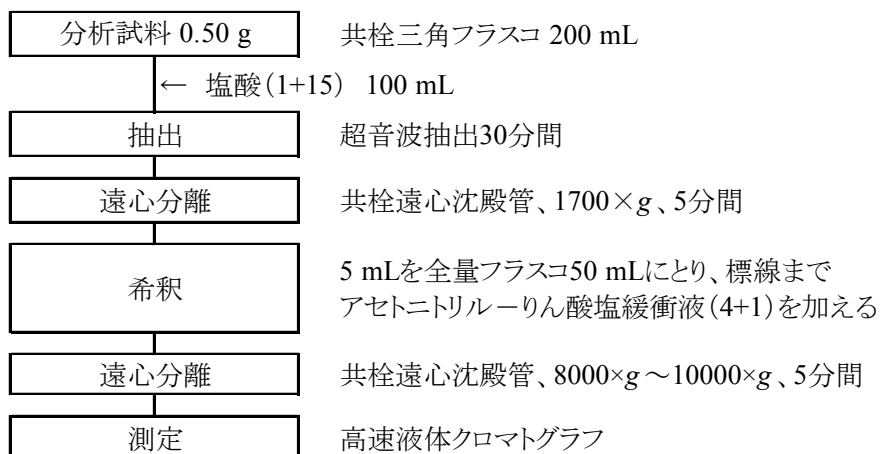 分析試料 0.50 g 共栓三角フラスコ 200 mL
← 塩酸(1+15) 100 mL
抽出 超音波抽出30分間
遠心分離 共栓遠心沈殿管、1700×g、5分間
希釈 5 mLを全量フラスコ50 mLにとり、標線まで
アセトニトリル-りん酸塩緩衝液(4+1)を加える
遠心分離 共栓遠心沈殿管、8000×g~10000×g、5分間
測定 高速液体クロマトグラフ